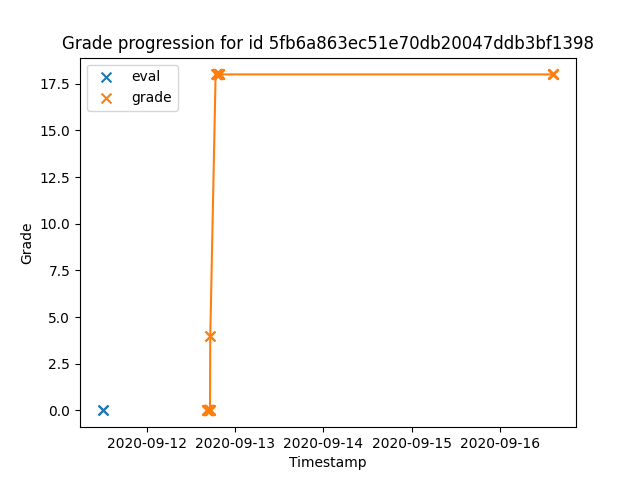 Grade progression for id 5fb6a863ec51e70db20047ddb3bf1398
eval
grade
17.5
15.0
12.5
10.0
7.5
5.0
2.5
0.0
Grade
2020-09-12
2020-09-13
2020-09-14
2020-09-15
2020-09-16
Timestamp